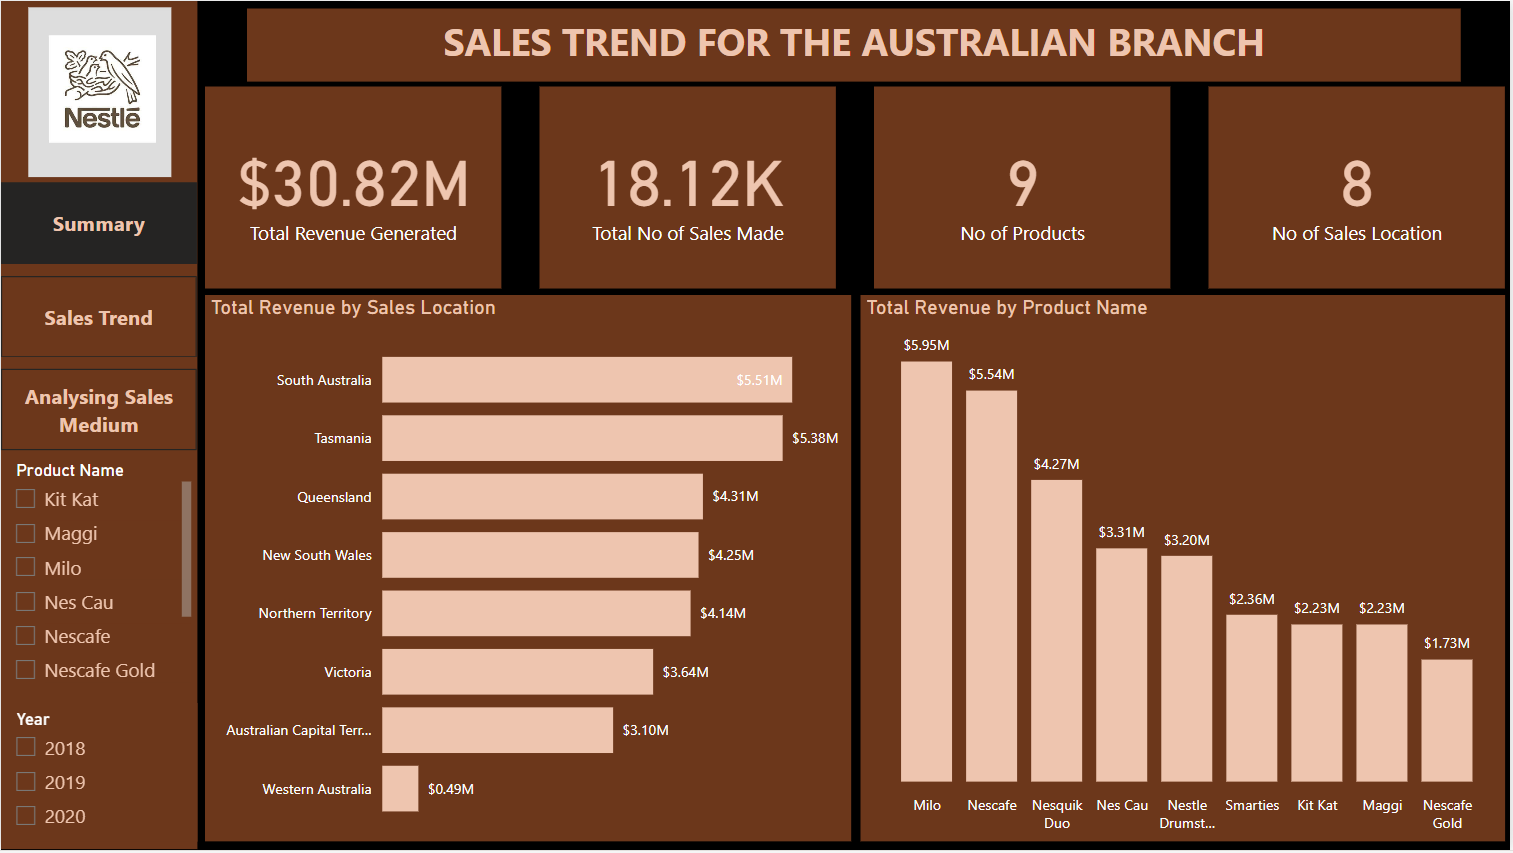 Nestlé
Summary
Sales Trend
Analysing Sales
Medium
Product Name
Kit Kat
Maggi
Milo
Nes Cau
Nescafe
Nescafe Gold
Year
2018
2019
2020
SALES TREND FOR THE AUSTRALIAN BRANCH
$30.82M
Total Revenue Generated
18.12K
Total No of Sales Made
9
No of Products
8
No of Sales Location
Total Revenue by Sales Location
South Australia $5.51M
Tasmania $5.38M
Queensland $4.31M
New South Wales $4.25M
Northern Territory $4.14M
Victoria $3.64M
Australian Capital Terr... $3.10M
Western Australia $0.49M
Total Revenue by Product Name
$5.95M
$5.54M
$4.27M
$3.31M
$3.20M
$2.36M
$2.23M
$2.23M
$1.73M
Milo
Nescafe
Nesquik
Duo
Nes Cau
Nestle
Drumst...
Smarties
Kit Kat
Maggi
Nescafe
Gold